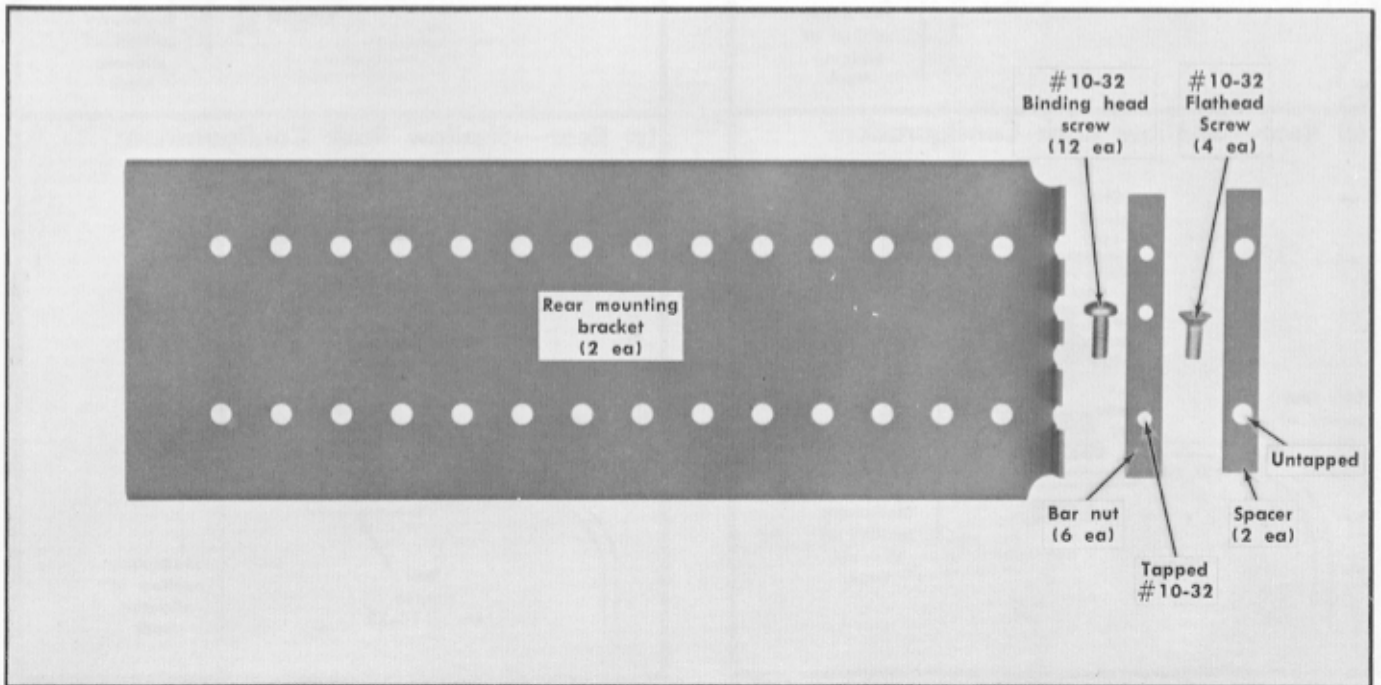 #10-32
Binding head
screw
(12 ea)
#10-32
Flathead
Screw
(4 ea)
Rear mounting
bracket
(2 ea)
Untapped
Bar nut
(6 ea)
Spacer
(2 ea)
Tapped
#10-32